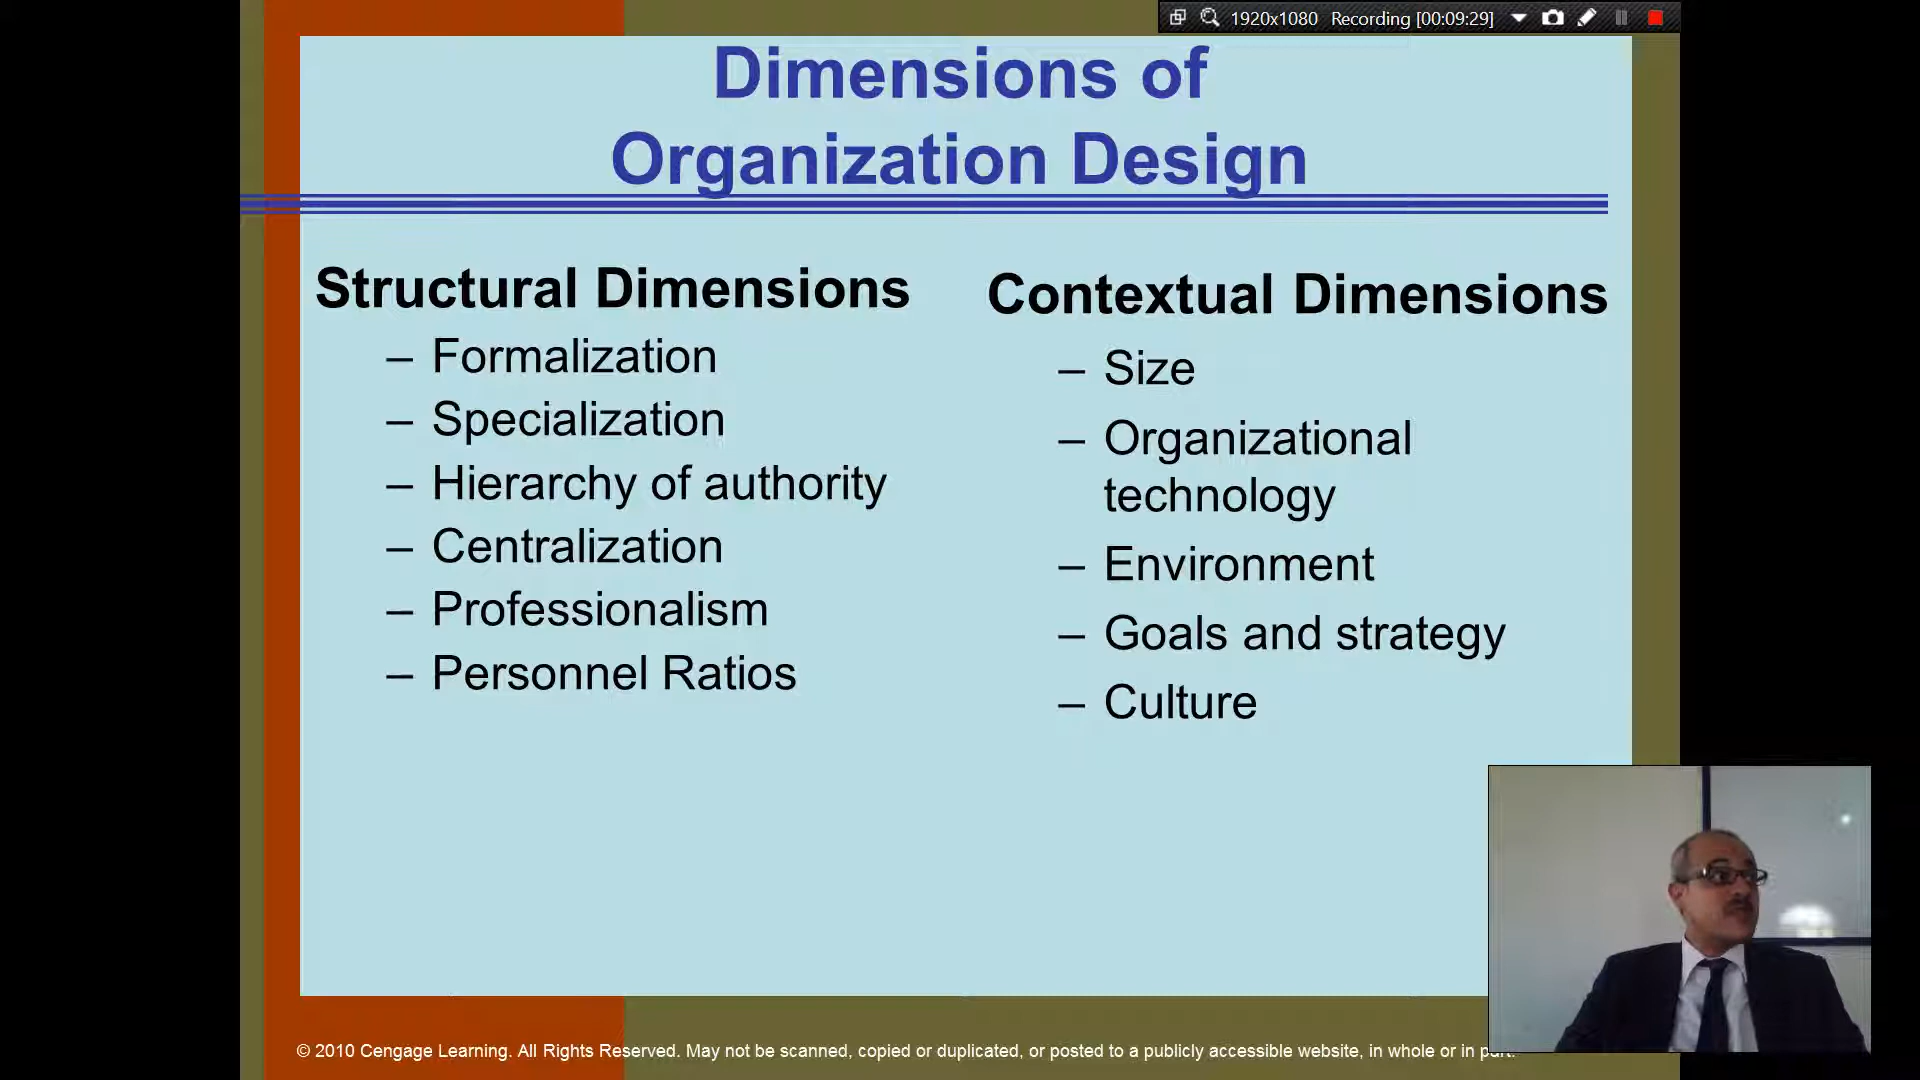 1920x1080 Recording [00:09:29]
Dimensions of
Organization Design
Structural Dimensions
– Formalization
– Specialization
– Hierarchy of authority
– Centralization
– Professionalism
– Personnel Ratios
Contextual Dimensions
– Size
– Organizational
technology
– Environment
– Goals and strategy
– Culture
© 2010 Cengage Learning. All Rights Reserved. May not be scanned, copied or duplicated, or posted to a publicly accessible website, in whole or in part.